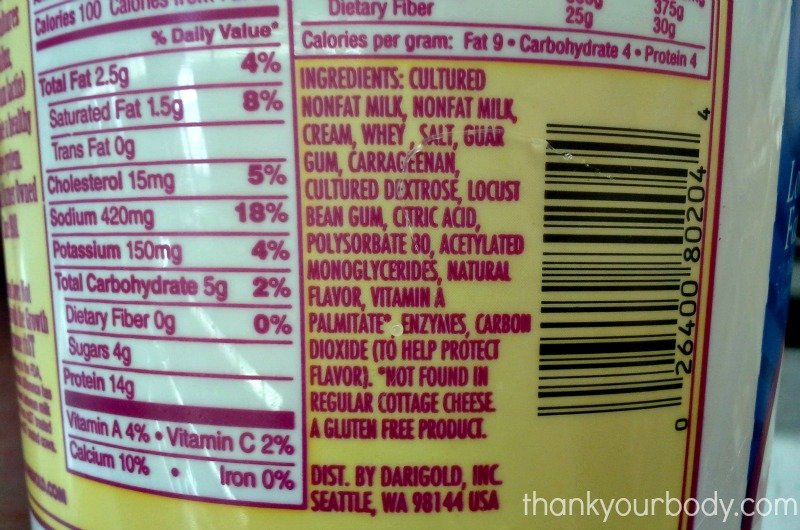 Calories 100
% Daily Value*
Total Fat 2.5g 4%
Saturated Fat 1.5g 8%
Trans Fat 0g
Cholesterol 15mg 5%
Sodium 420mg 18%
Potassium 150mg 4%
Total Carbohydrate 5g 2%
Dietary Fiber 0g 0%
Sugars 4g
Protein 14g
Vitamin A 4% • Vitamin C 2%
Calcium 10% • Iron 0%
375g
Dietary Fiber 25g 30g
Calories per gram: Fat 9 • Carbohydrate 4 • Protein 4
INGREDIENTS: CULTURED
NONFAT MILK, NONFAT MILK,
CREAM, WHEY, SALT, GUAR
GUM, CARRAGEENAN,
CULTURED DEXTROSE, LOCUST
BEAN GUM, CITRIC ACID,
POLYSORBATE 80, ACETYLATED
MONOGLYCERIDES, NATURAL
FLAVOR, VITAMIN A
PALMITATE*, ENZYMES, CARBON
DIOXIDE (TO HELP PROTECT
FLAVOR). *NOT FOUND IN
REGULAR COTTAGE CHEESE.
A GLUTEN FREE PRODUCT.
DIST. BY DARIGOLD, INC.
SEATTLE, WA 98144 USA
0 26400 80204 4
thankyourbody.com